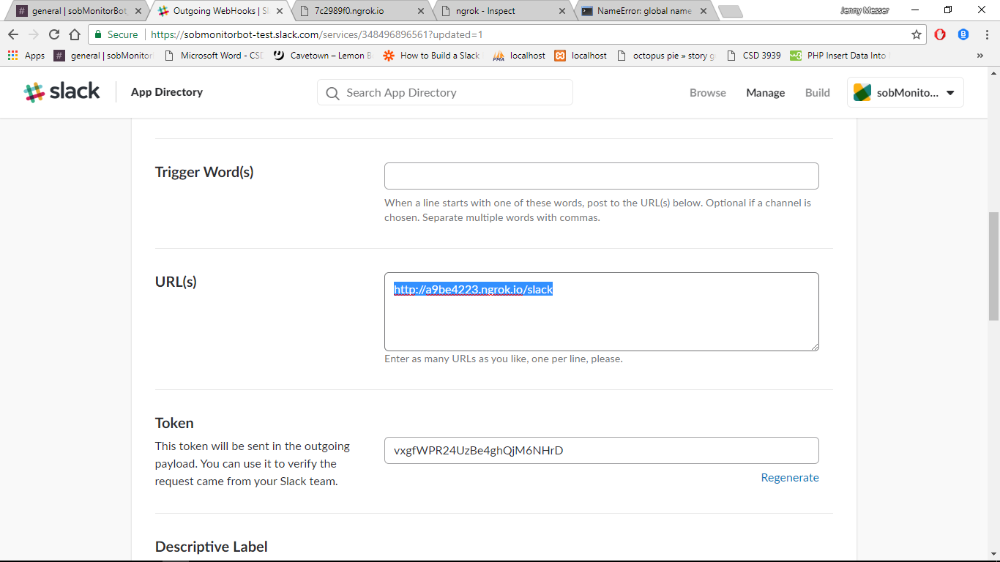 general | sobMonitorBot_
Outgoing WebHooks | Sl
7c2989f0.ngrok.io
ngrok - Inspect
NameError: global name
Jenny Messer
Secure
https://sobmonitorbot-test.slack.com/services/348496896561?updated=1
Apps
general | sobMonitor
Microsoft Word - CSD
Cavetown – Lemon B
How to Build a Slack
localhost
localhost
octopus pie » story g
CSD 3939
PHP Insert Data Into
»
slack
App Directory
Search App Directory
Browse
Manage
Build
sobMonito...
Trigger Word(s)
When a line starts with one of these words, post to the URL(s) below. Optional if a channel is
chosen. Separate multiple words with commas.
URL(s)
http://a9be4223.ngrok.io/slack
Enter as many URLs as you like, one per line, please.
Token
This token will be sent in the outgoing
payload. You can use it to verify the
request came from your Slack team.
vxgfWPR24UzBe4ghQjM6NHrD
Regenerate
Descriptive Label